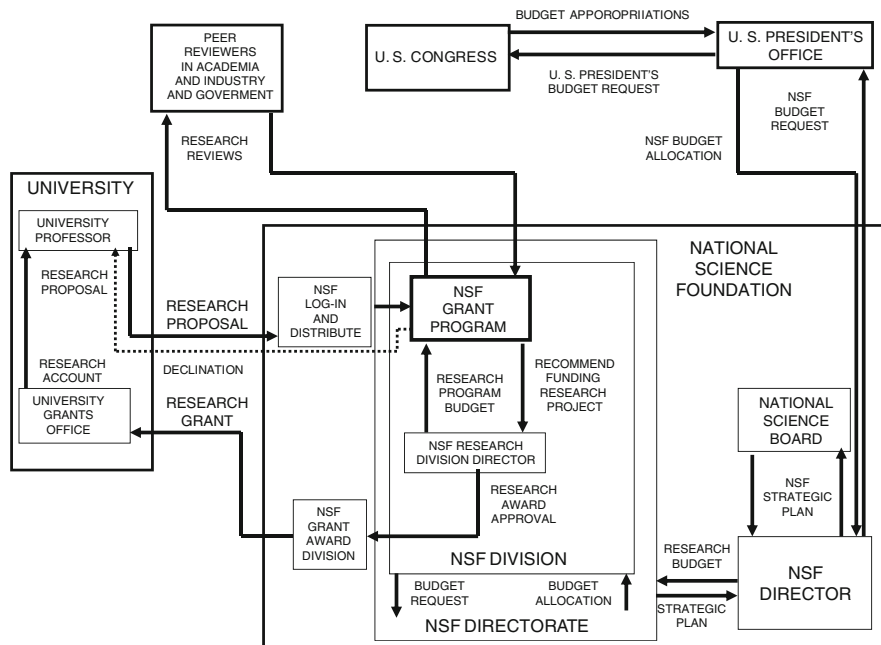 PEER
REVIEWERS
IN ACADEMIA
AND INDUSTRY
AND GOVERMENT
BUDGET APPOROPRIIATIONS
U. S. CONGRESS
U. S. PRESIDENT'S
OFFICE
U. S. PRESIDENT'S
BUDGET REQUEST
NSF
BUDGET
REQUEST
NSF BUDGET
ALLOCATION
RESEARCH
REVIEWS
UNIVERSITY
UNIVERSITY
PROFESSOR
RESEARCH
PROPOSAL
RESEARCH
PROPOSAL
NSF
LOG-IN
AND
DISTRIBUTE
NSF
GRANT
PROGRAM
NATIONAL
SCIENCE
FOUNDATION
RESEARCH
ACCOUNT
DECLINATION
RESEARCH
PROGRAM
BUDGET
RECOMMEND
FUNDING
RESEARCH
PROJECT
UNIVERSITY
GRANTS
OFFICE
RESEARCH
GRANT
NSF RESEARCH
DIVISION DIRECTOR
NATIONAL
SCIENCE
BOARD
RESEARCH
AWARD
APPROVAL
NSF
STRATEGIC
PLAN
NSF
GRANT
AWARD
DIVISION
NSF DIVISION
RESEARCH
BUDGET
NSF
DIRECTOR
BUDGET
REQUEST
BUDGET
ALLOCATION
STRATEGIC
PLAN
NSF DIRECTORATE